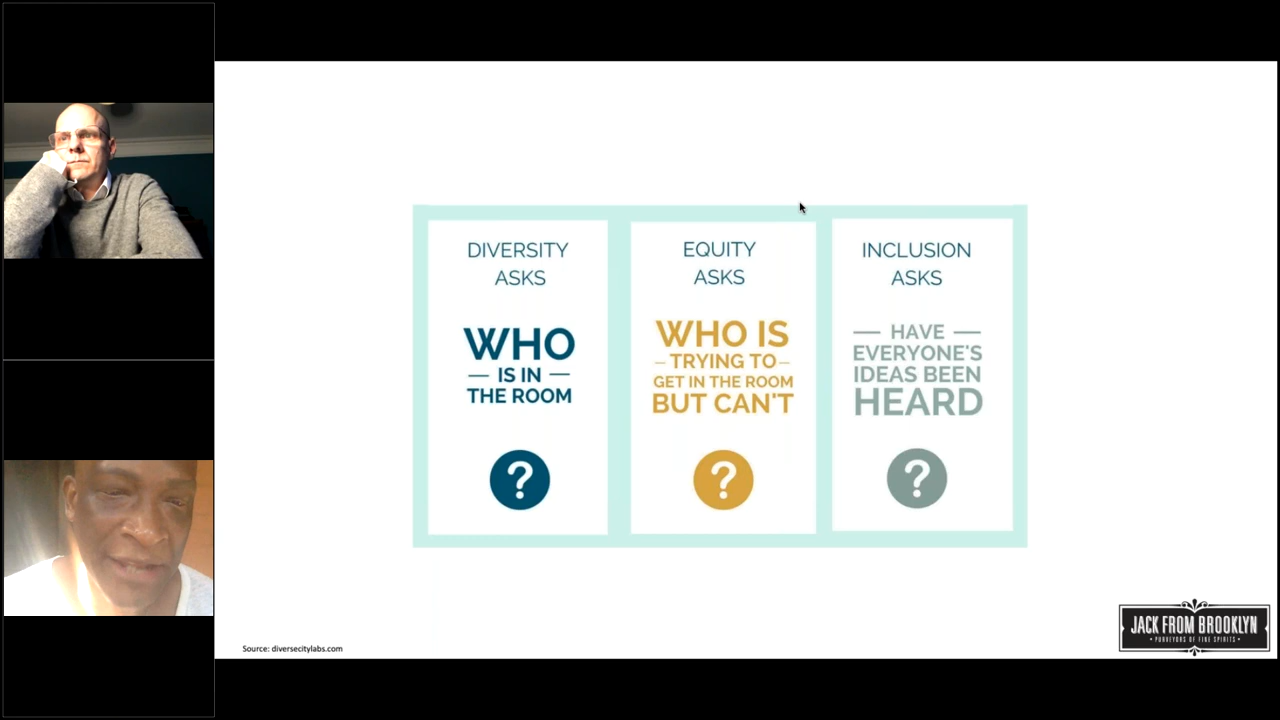 DIVERSITY
ASKS
WHO
IS IN
THE ROOM
?
EQUITY
ASKS
WHO IS
TRYING TO
GET IN THE ROOM
BUT CAN'T
?
INCLUSION
ASKS
HAVE
EVERYONE'S
IDEAS BEEN
HEARD
?
Source: diversecitylabs.com
JACK FROM BROOKLYN
• PURVEYORS OF FINE SPIRITS •